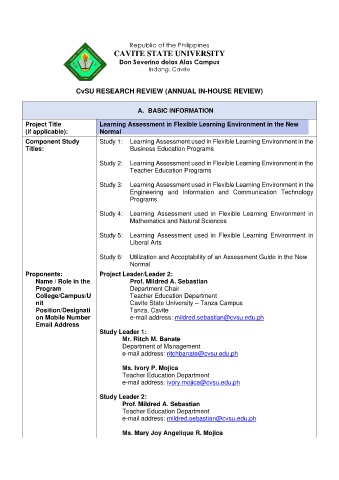 Republic of the Philippines
CAVITE STATE UNIVERSITY
Don Severino delas Alas Campus
Indang, Cavite
CvSU RESEARCH REVIEW (ANNUAL IN-HOUSE REVIEW)
A. BASIC INFORMATION
Project Title
(if applicable):
Learning Assessment in Flexible Learning Environment in the New
Normal
Component Study
Titles:
Study 1: Learning Assessment used in Flexible Learning Environment in the
Business Education Programs
Study 2: Learning Assessment used in Flexible Learning Environment in the
Teacher Education Programs
Study 3: Learning Assessment used in Flexible Learning Environment in the
Engineering and Information and Communication Technology
Programs
Study 4: Learning Assessment used in Flexible Learning Environment in
Mathematics and Natural Sciences
Study 5: Learning Assessment used in Flexible Learning Environment in
Liberal Arts
Study 6: Utilization and Acceptability of an Assessment Guide in the New
Normal
Proponents:
Name / Role in the
Program
College/Campus/U
nit
Position/Designati
on Mobile Number
Email Address
Project Leader/Leader 2:
Prof. Mildred A. Sebastian
Department Chair
Teacher Education Department
Cavite State University – Tanza Campus
Tanza, Cavite
e-mail address: mildred.sebastian@cvsu.edu.ph
Study Leader 1:
Mr. Ritch M. Banate
Department of Management
e-mail address: ritchbanate@cvsu.edu.ph
Ms. Ivory P. Mojica
Teacher Education Department
e-mail address: ivory.mojica@cvsu.edu.ph
Study Leader 2:
Prof. Mildred A. Sebastian
Teacher Education Department
e-mail address: mildred.sebastian@cvsu.edu.ph
Ms. Mary Joy Angelique R. Mojica